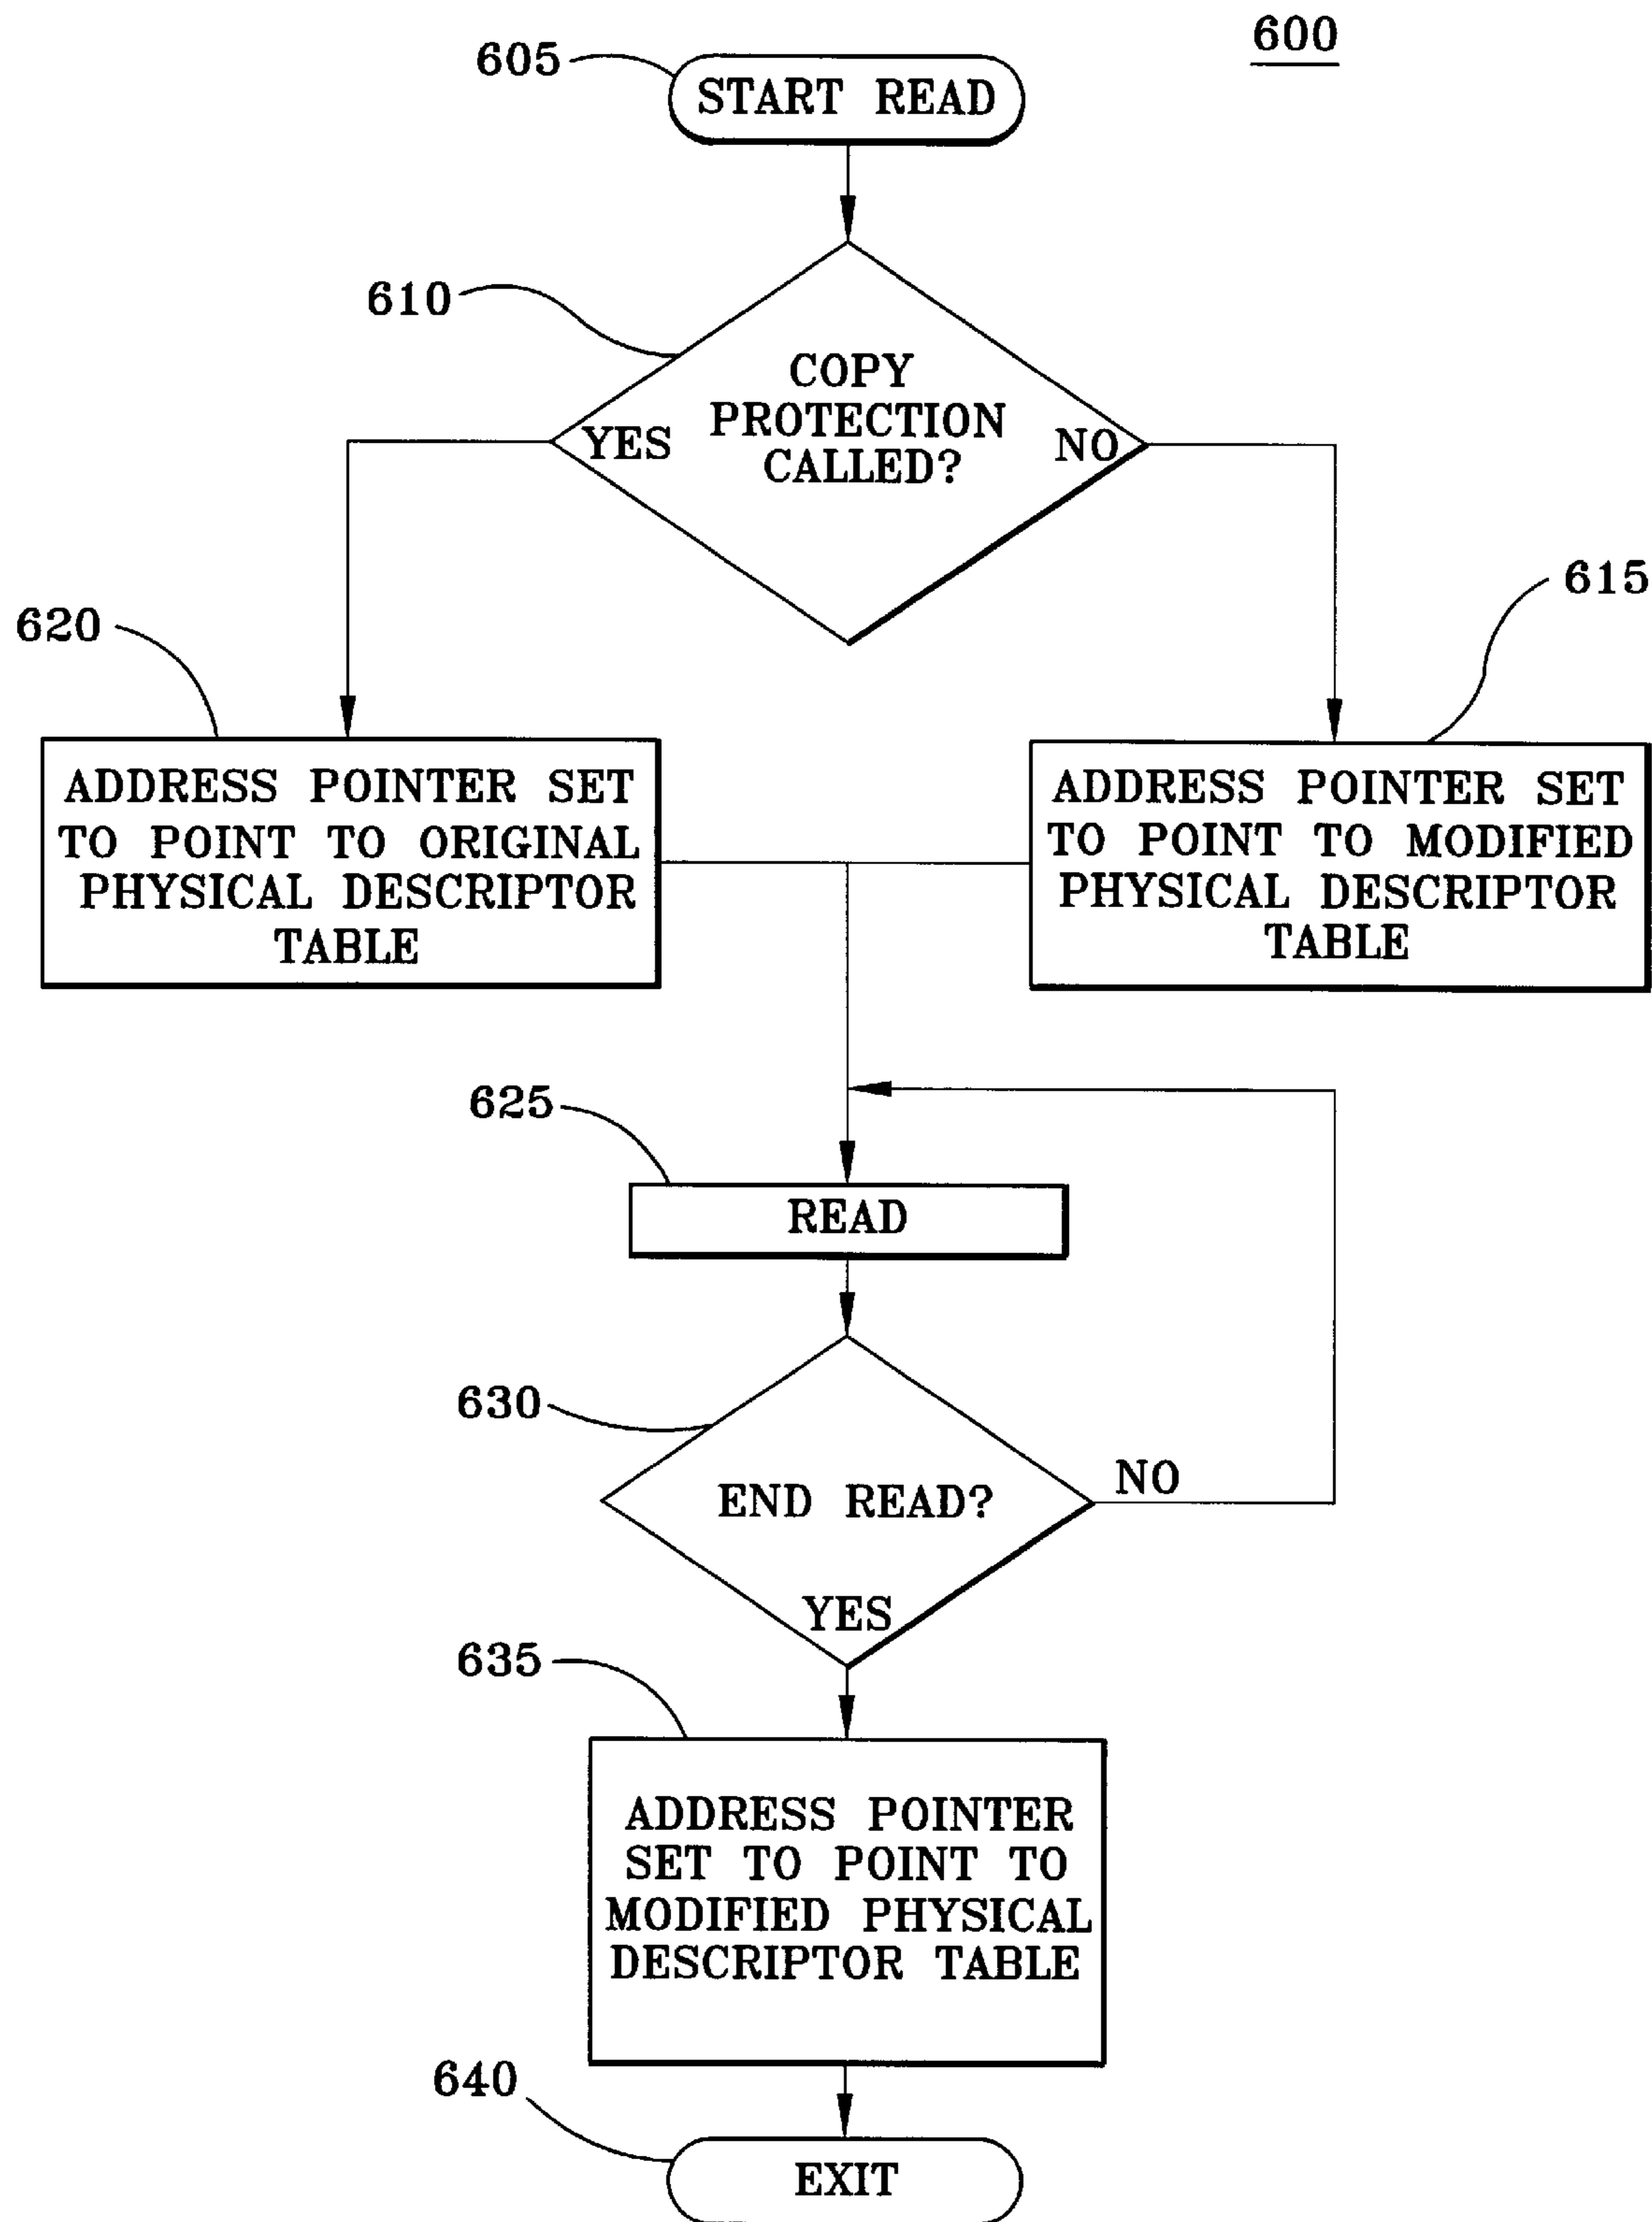 600
605
START READ
610
COPY
PROTECTION
CALLED?
YES
NO
615
620
ADDRESS POINTER SET
TO POINT TO ORIGINAL
PHYSICAL DESCRIPTOR
TABLE
ADDRESS POINTER SET
TO POINT TO MODIFIED
PHYSICAL DESCRIPTOR
TABLE
625
READ
630
END READ?
NO
YES
635
ADDRESS POINTER
SET TO POINT TO
MODIFIED PHYSICAL
DESCRIPTOR TABLE
640
EXIT